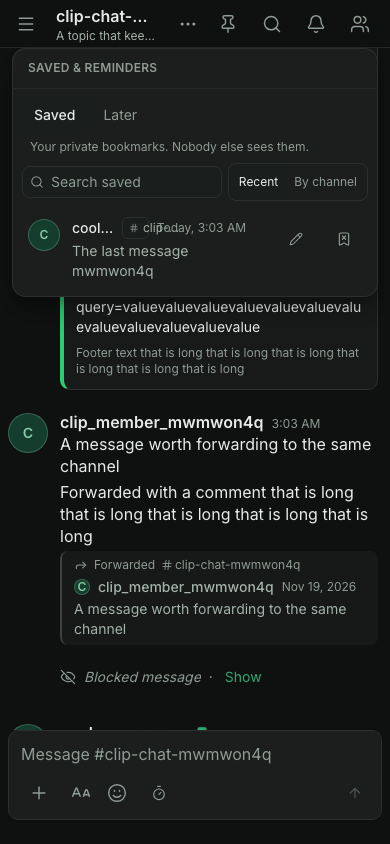 clip-chat-...
A topic that kee...
SAVED & REMINDERS
Saved Later
Your private bookmarks. Nobody else sees them.
Search saved Recent By channel
C cool... # clip... Today, 3:03 AM
The last message
mwmwon4q
query=valuevaluevaluevaluevaluevaluevalu
evaluevaluevaluevaluevalue
Footer text that is long that is long that is long that
is long that is long that is long
C clip_member_mwmwon4q 3:03 AM
A message worth forwarding to the same
channel
Forwarded with a comment that is long
that is long that is long that is long that is
long
Forwarded # clip-chat-mwmwon4q
C clip_member_mwmwon4q Nov 19, 2026
A message worth forwarding to the same
channel
Blocked message · Show
Message #clip-chat-mwmwon4q
AA